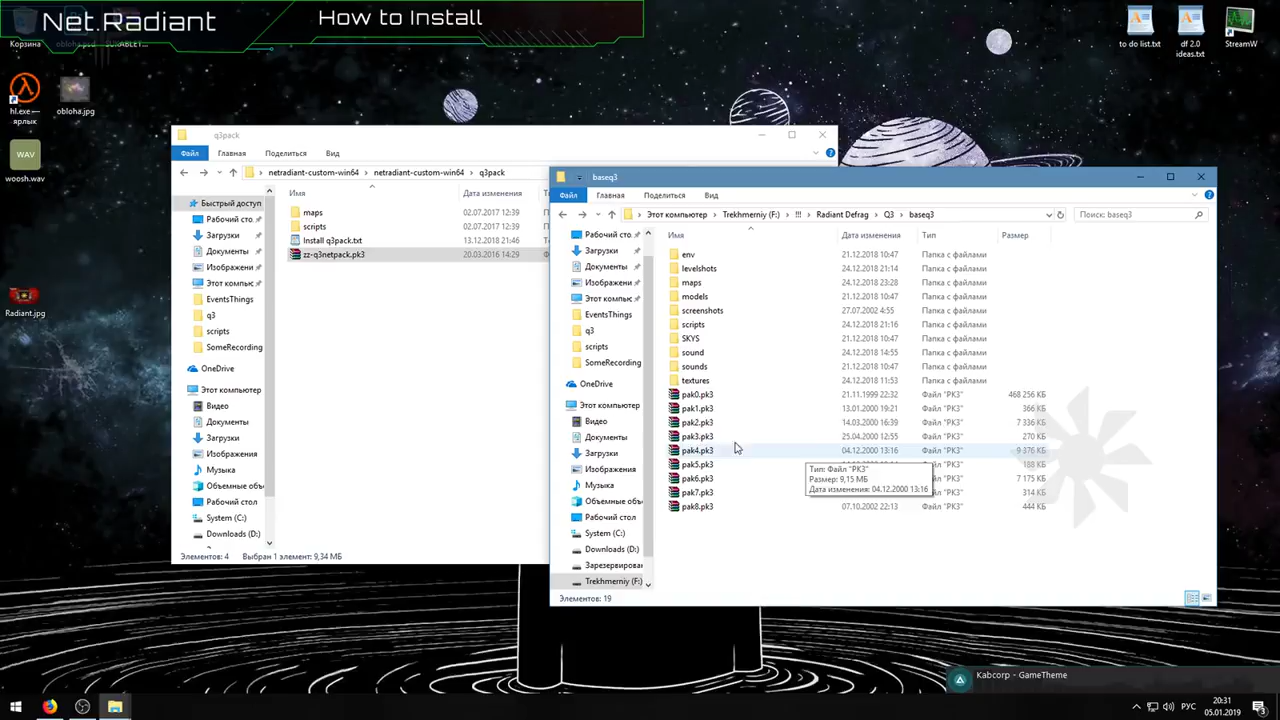 Net.Radiant
How to Install
Корзина
obloha.psd
hl.exe —
ярлык
obloha.jpg
WAV
woosh.wav
Radiant.jpg
to do list.txt
df 2.0
ideas.txt
StreamW
q3pack
Файл Главная Поделиться Вид
netradiant-custom-win64 netradiant-custom-win64 q3pack
Имя Дата изменения
Быстрый доступ
Рабочий сто.
Загрузки
Документы
Изображени
Этот компьк
EventsThings
q3
scripts
SomeRecording
OneDrive
Этот компьютер
Видео
Документы
Загрузки
Изображения
Музыка
Объемные объ
Рабочий стол
System (C:)
Downloads (D:)
maps 02.07.2017 12:39
scripts 02.07.2017 12:39
Install q3pack.txt 13.12.2018 21:46
zz-q3netpack.pk3 20.03.2016 14:29
Элементов: 4 Выбран 1 элемент: 9,34 МБ
baseq3
Файл Главная Поделиться Вид
Этот компьютер Trekhmerniy (F:) !!! Radiant Defrag Q3 baseq3
Поиск: baseq3
Имя Дата изменения Тип Размер
Рабочий сто.
Загрузки
Документы
Изображени
Этот компьк
EventsThings
q3
scripts
SomeRecording
OneDrive
Этот компьютер
Видео
Документы
Загрузки
Изображения
Музыка
Объемные объ
Рабочий стол
System (C:)
Downloads (D:)
Зарезервирован
Trekhmerniy (F:)
env 21.12.2018 10:47 Папка с файлами
levelshots 24.12.2018 21:14 Папка с файлами
maps 24.12.2018 23:28 Папка с файлами
models 21.12.2018 10:47 Папка с файлами
screenshots 27.07.2002 4:55 Папка с файлами
scripts 24.12.2018 21:16 Папка с файлами
SKYS 21.12.2018 10:47 Папка с файлами
sound 24.12.2018 14:55 Папка с файлами
sounds 21.12.2018 10:47 Папка с файлами
textures 24.12.2018 11:53 Папка с файлами
pak0.pk3 21.11.1999 22:32 Файл "PK3" 468 256 КБ
pak1.pk3 13.01.2000 19:21 Файл "PK3" 366 КБ
pak2.pk3 14.03.2000 16:39 Файл "PK3" 7 336 КБ
pak3.pk3 25.04.2000 12:55 Файл "PK3" 270 КБ
pak4.pk3 04.12.2000 13:16 Файл "PK3" 9 376 КБ
pak5.pk3 188 КБ
pak6.pk3 7 175 КБ
pak7.pk3 314 КБ
pak8.pk3 07.10.2002 22:13 Файл "PK3" 444 КБ
Тип: Файл "PK3"
Размер: 9,15 МБ
Дата изменения: 04.12.2000 13:16
Элементов: 19
Kabcorp - GameTheme
РУС
20:31
05.01.2019
3